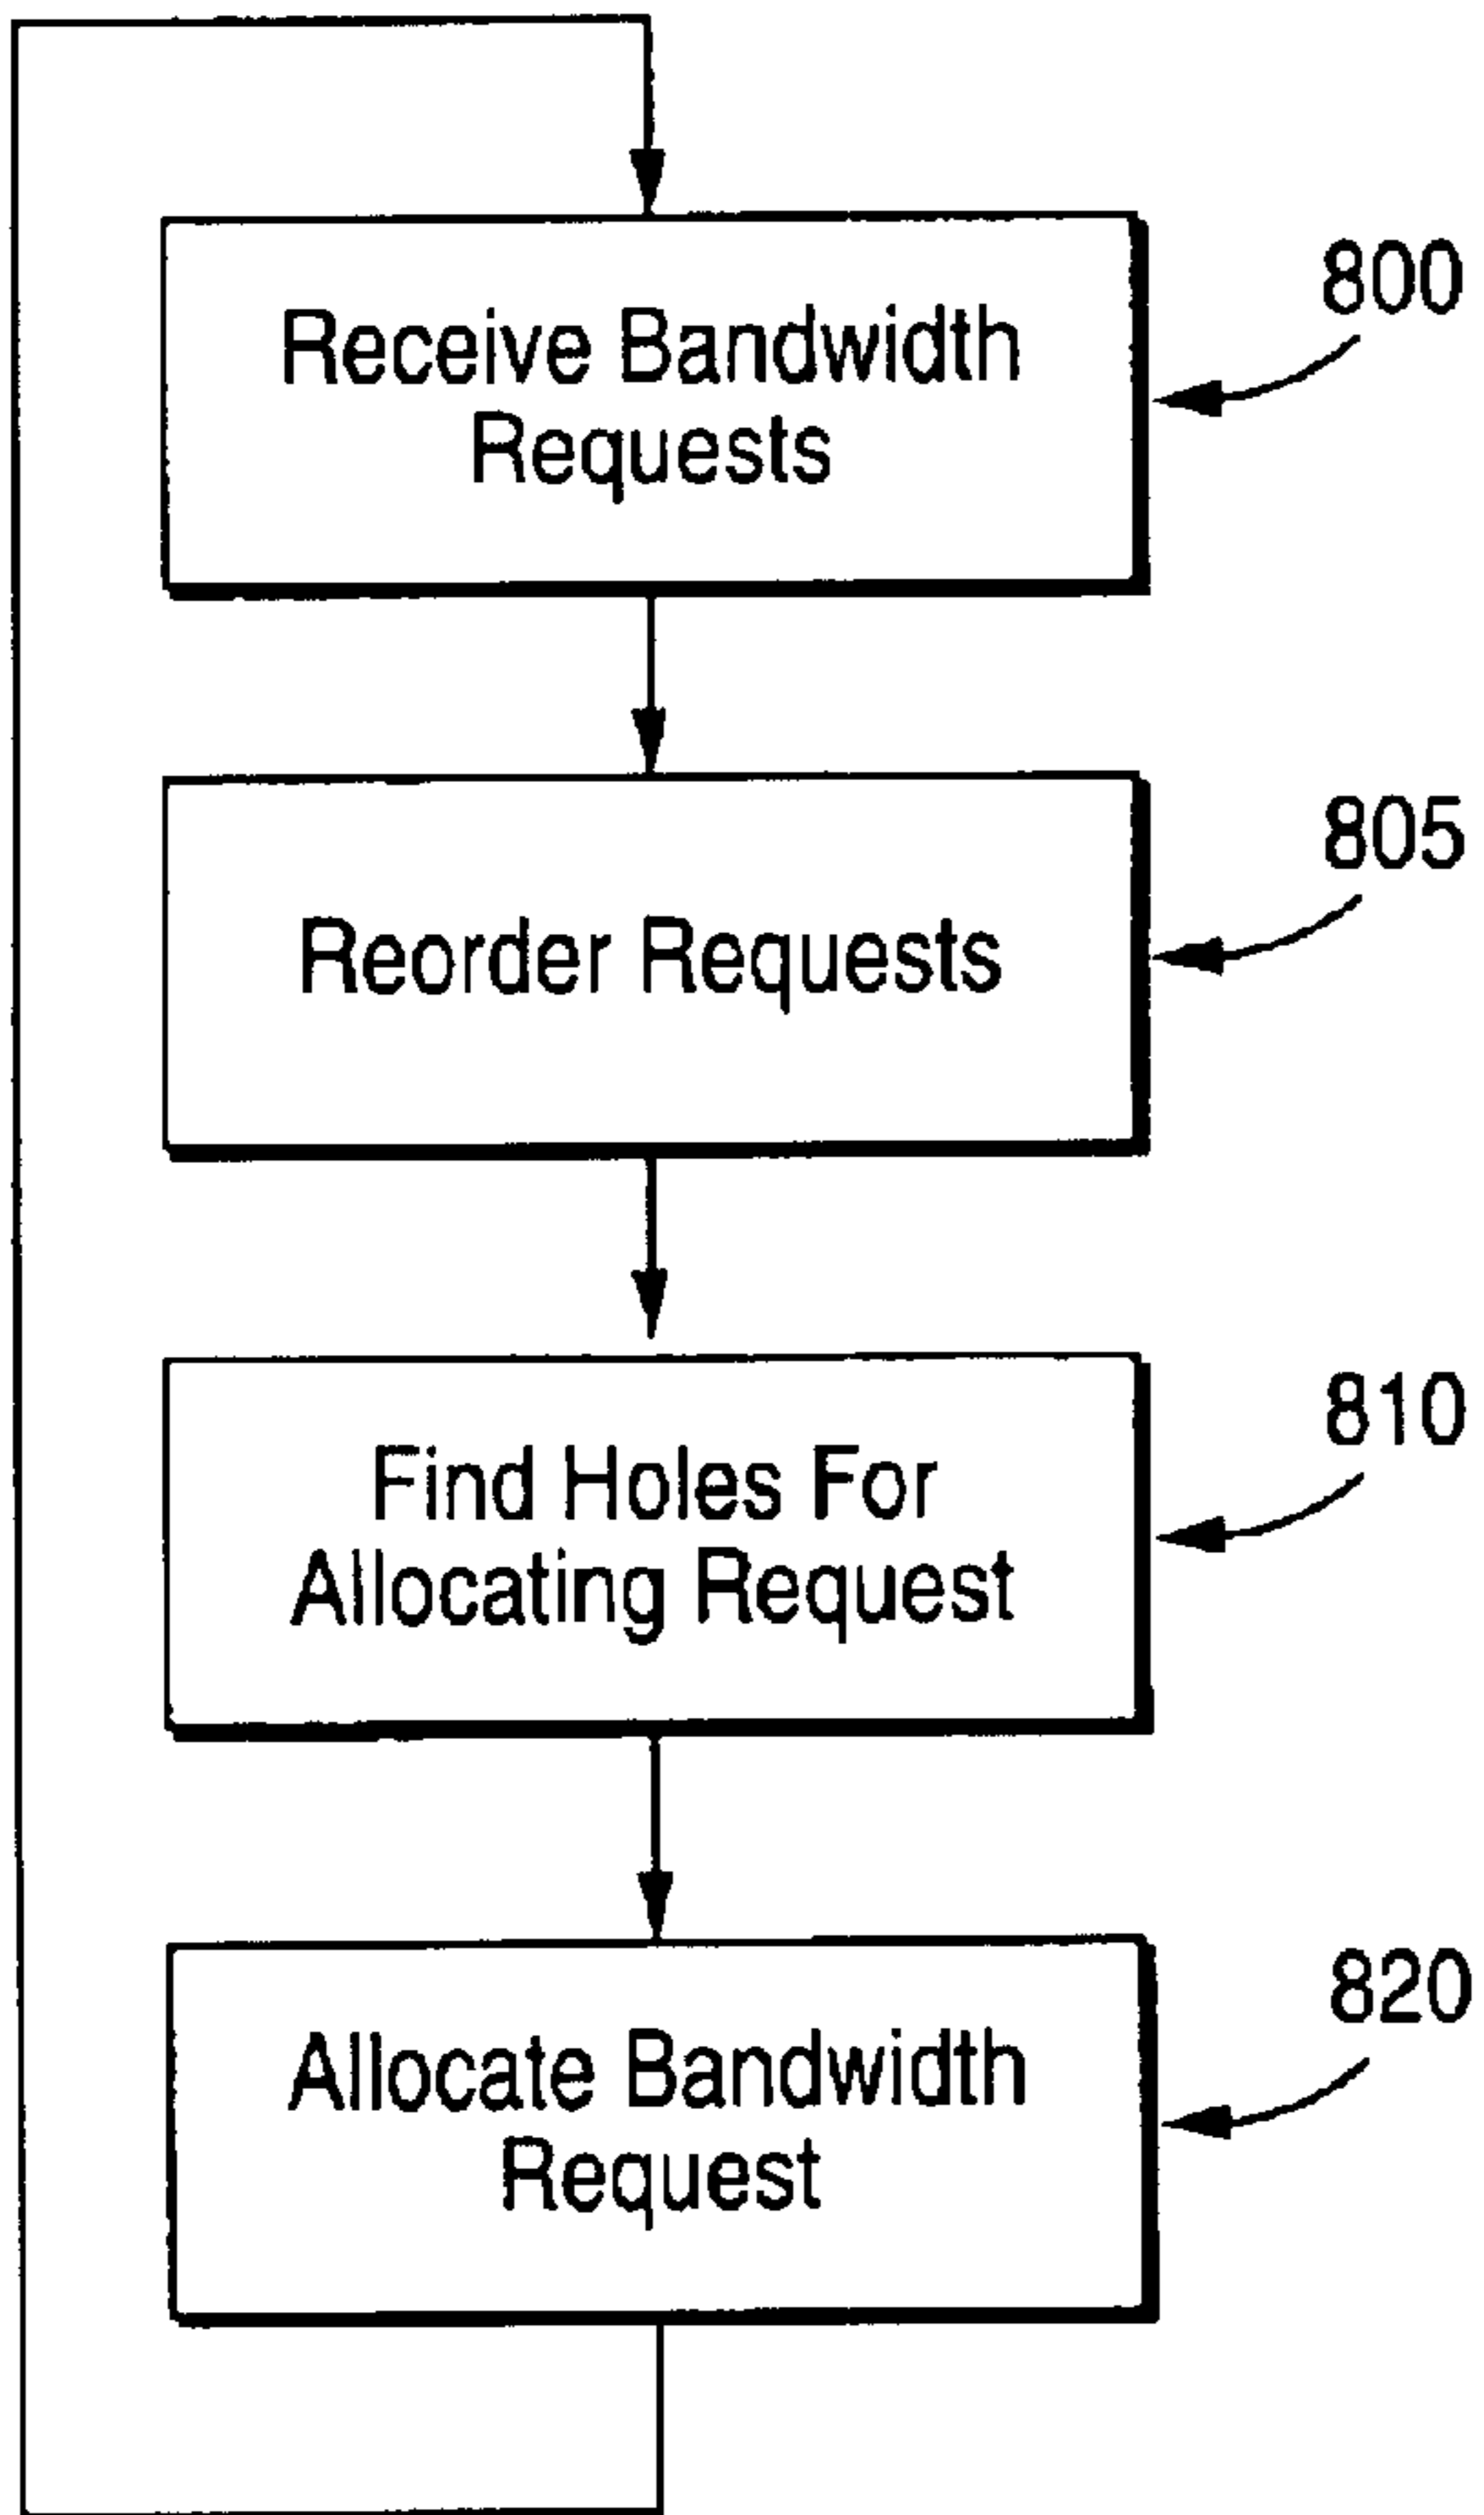 Receive Bandwidth
Requests
800
Reorder Requests
805
Find Holes For
Allocating Request
810
Allocate Bandwidth
Request
820